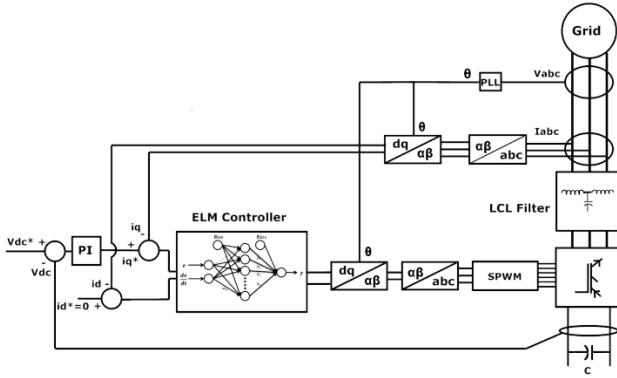 Grid
θ
PLL
Vabc
θ
Iabc
dq
αβ
αβ
abc
LCL Filter
ELM Controller
iq
-
+
iq*
Vdc* +
-
Vdc
PI
id -
id*=0 +
Bias
Bias
e
de
dt
y
θ
dq
αβ
αβ
abc
SPWM
C